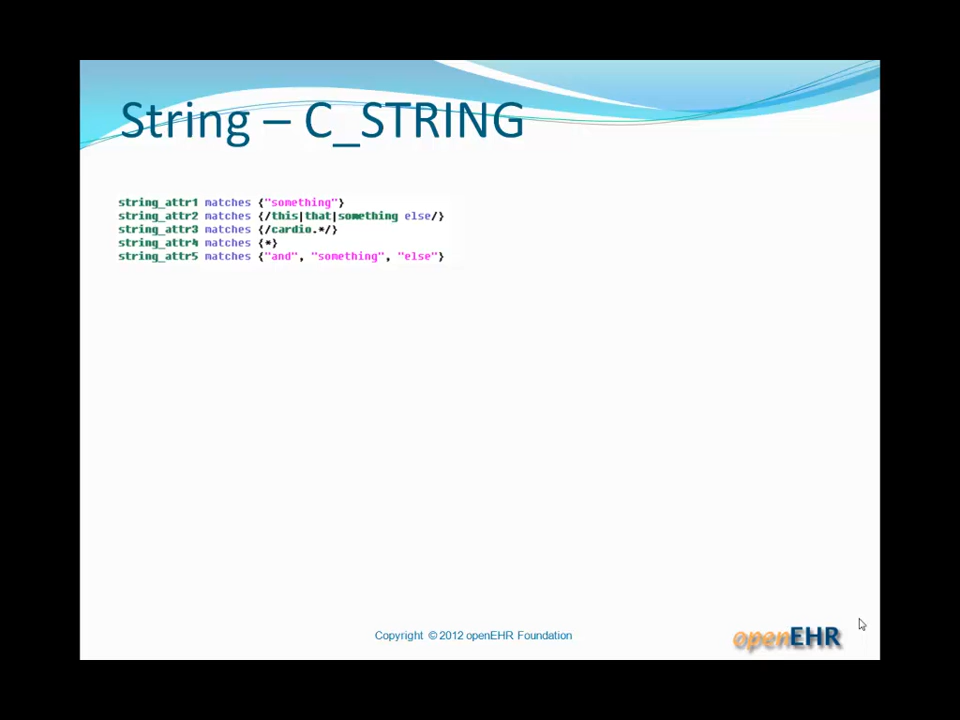 String – C_STRING
string_attr1 matches {"something"}
string_attr2 matches {/this|that|something else/}
string_attr3 matches {/cardio.*/}
string_attr4 matches {*}
string_attr5 matches {"and", "something", "else"}
Copyright © 2012 openEHR Foundation
openEHR